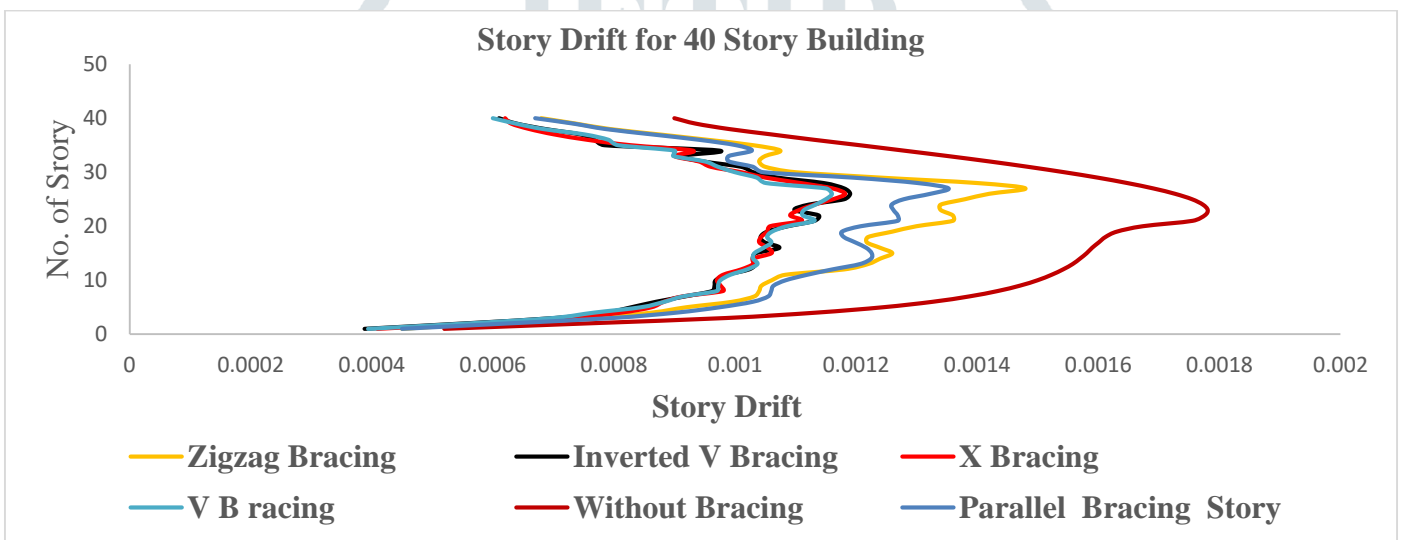 Story Drift for 40 Story Building
50
40
30
20
10
0
No. of Srory
0 0.0002 0.0004 0.0006 0.0008 0.001 0.0012 0.0014 0.0016 0.0018 0.002
Story Drift
Zigzag Bracing Inverted V Bracing X Bracing
V B racing Without Bracing Parallel Bracing Story